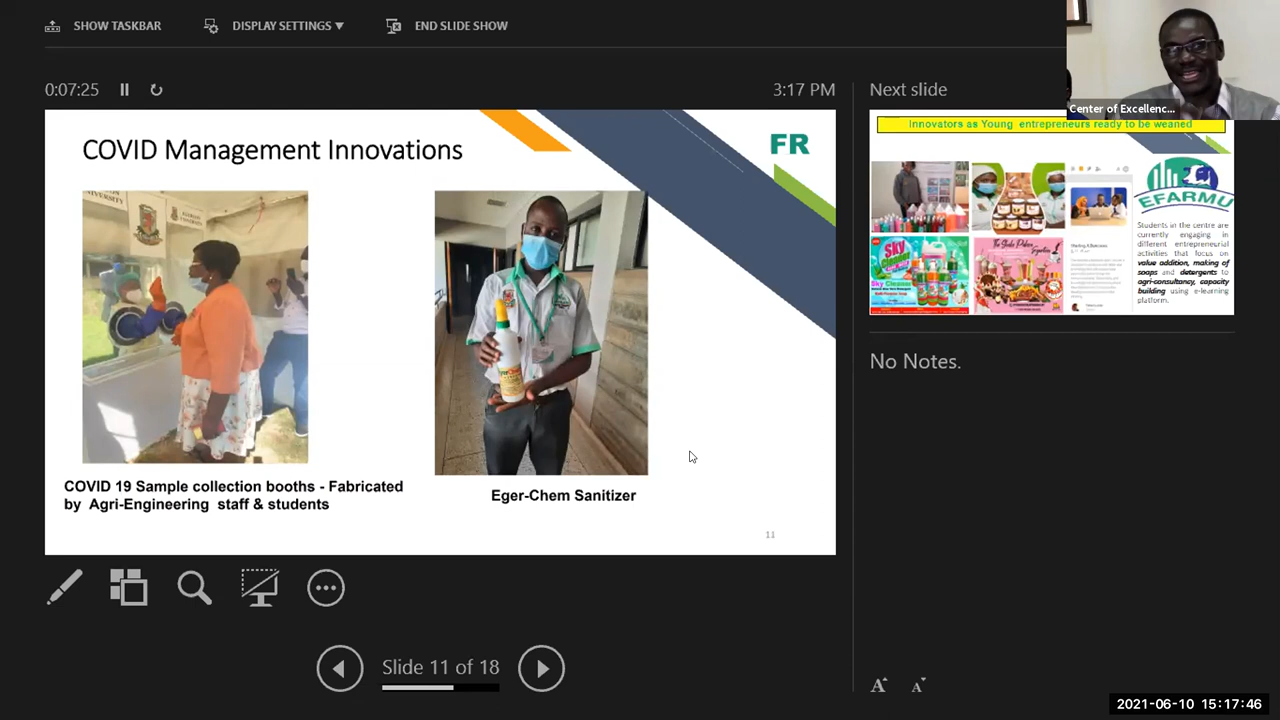 SHOW TASKBAR
DISPLAY SETTINGS ▼
END SLIDE SHOW
0:07:25
3:17 PM
Next slide
Center of Excellenc...
COVID Management Innovations
FR
UNIVERSITY
COVID 19 Sample collection booths - Fabricated
by Agri-Engineering staff & students
Eger-Chem Sanitizer
11
Innovators as Young entrepreneurs ready to be weaned
EFARMU
Students in the centre are
currently engaging in
different entrepreneurial
activities that focus on
value addition, making of
soaps and detergents to
agri-consultancy, capacity
building using e-learning
platform.
Sky
Cleaner
No Notes.
Slide 11 of 18
A
A
2021-06-10 15:17:46